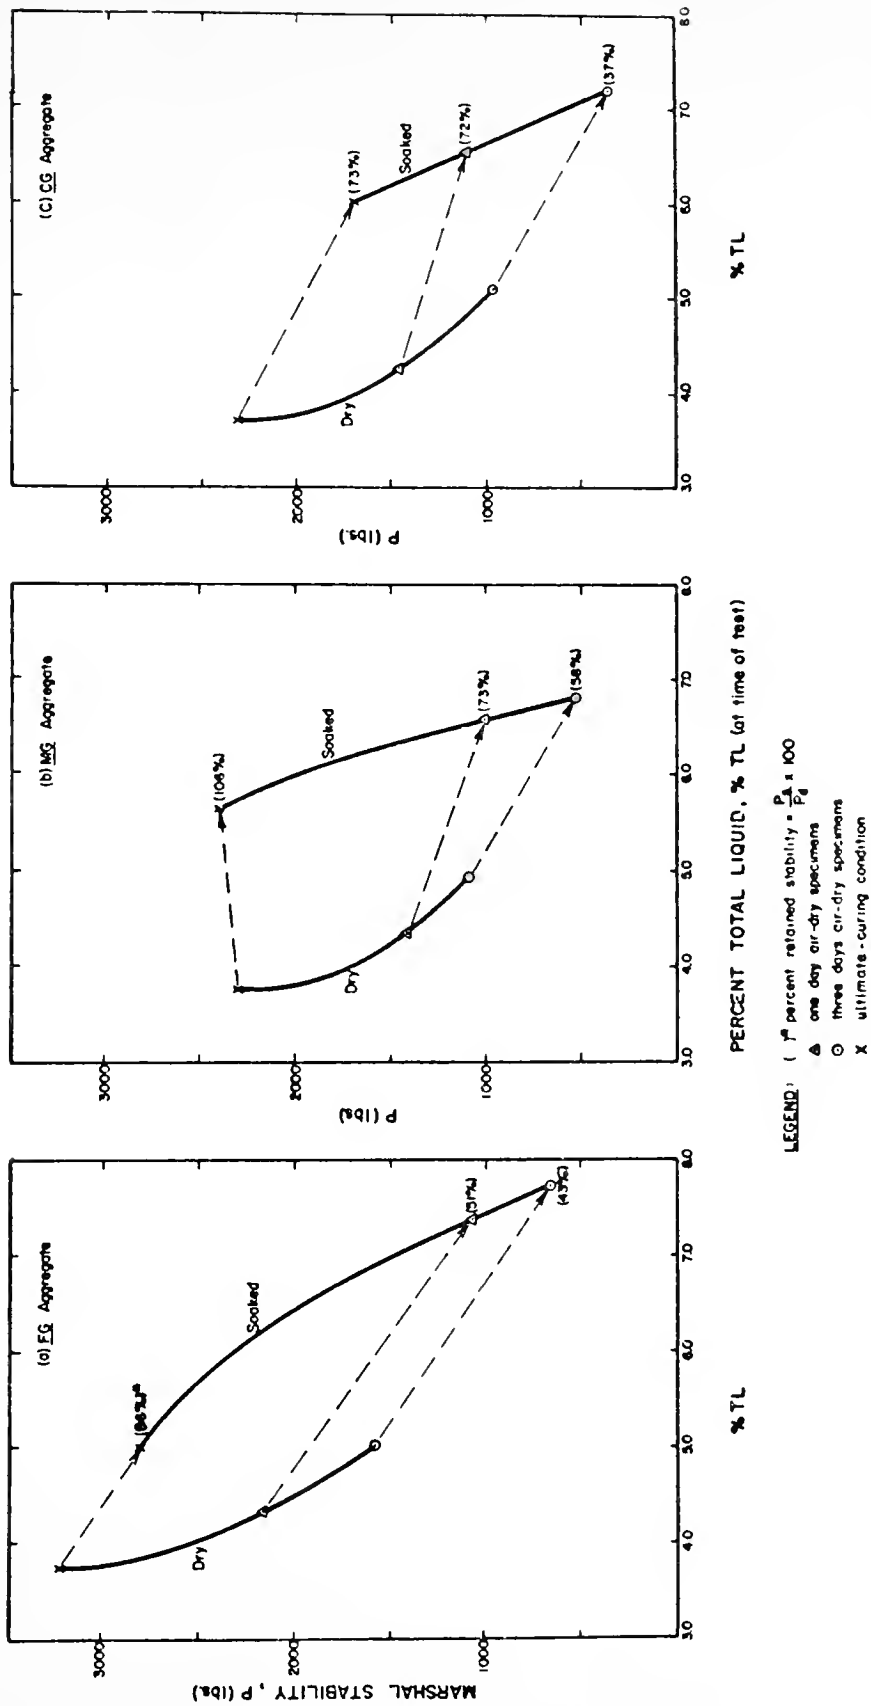 (a) FG Aggregate
MARSHAL STABILITY, P (lbs.)
3000
2000
1000
3.0
4.0
5.0
6.0
7.0
8.0
% TL
Dry
Soaked
(86%)*
(51%)
(43%)
(b) MG Aggregate
P (lbs.)
3000
2000
1000
3.0
4.0
5.0
6.0
7.0
8.0
PERCENT TOTAL LIQUID, % TL (at time of test)
Dry
Soaked
(106%)
(73%)
(58%)
(C) CG Aggregate
P (lbs.)
3000
2000
1000
3.0
4.0
5.0
6.0
7.0
8.0
% TL
Dry
Soaked
(73%)
(72%)
(37%)
LEGEND: ( )* percent retained stability = Ps/Pd x 100
△ one day air-dry specimans
○ three days air-dry specimans
X ultimate-curing condition